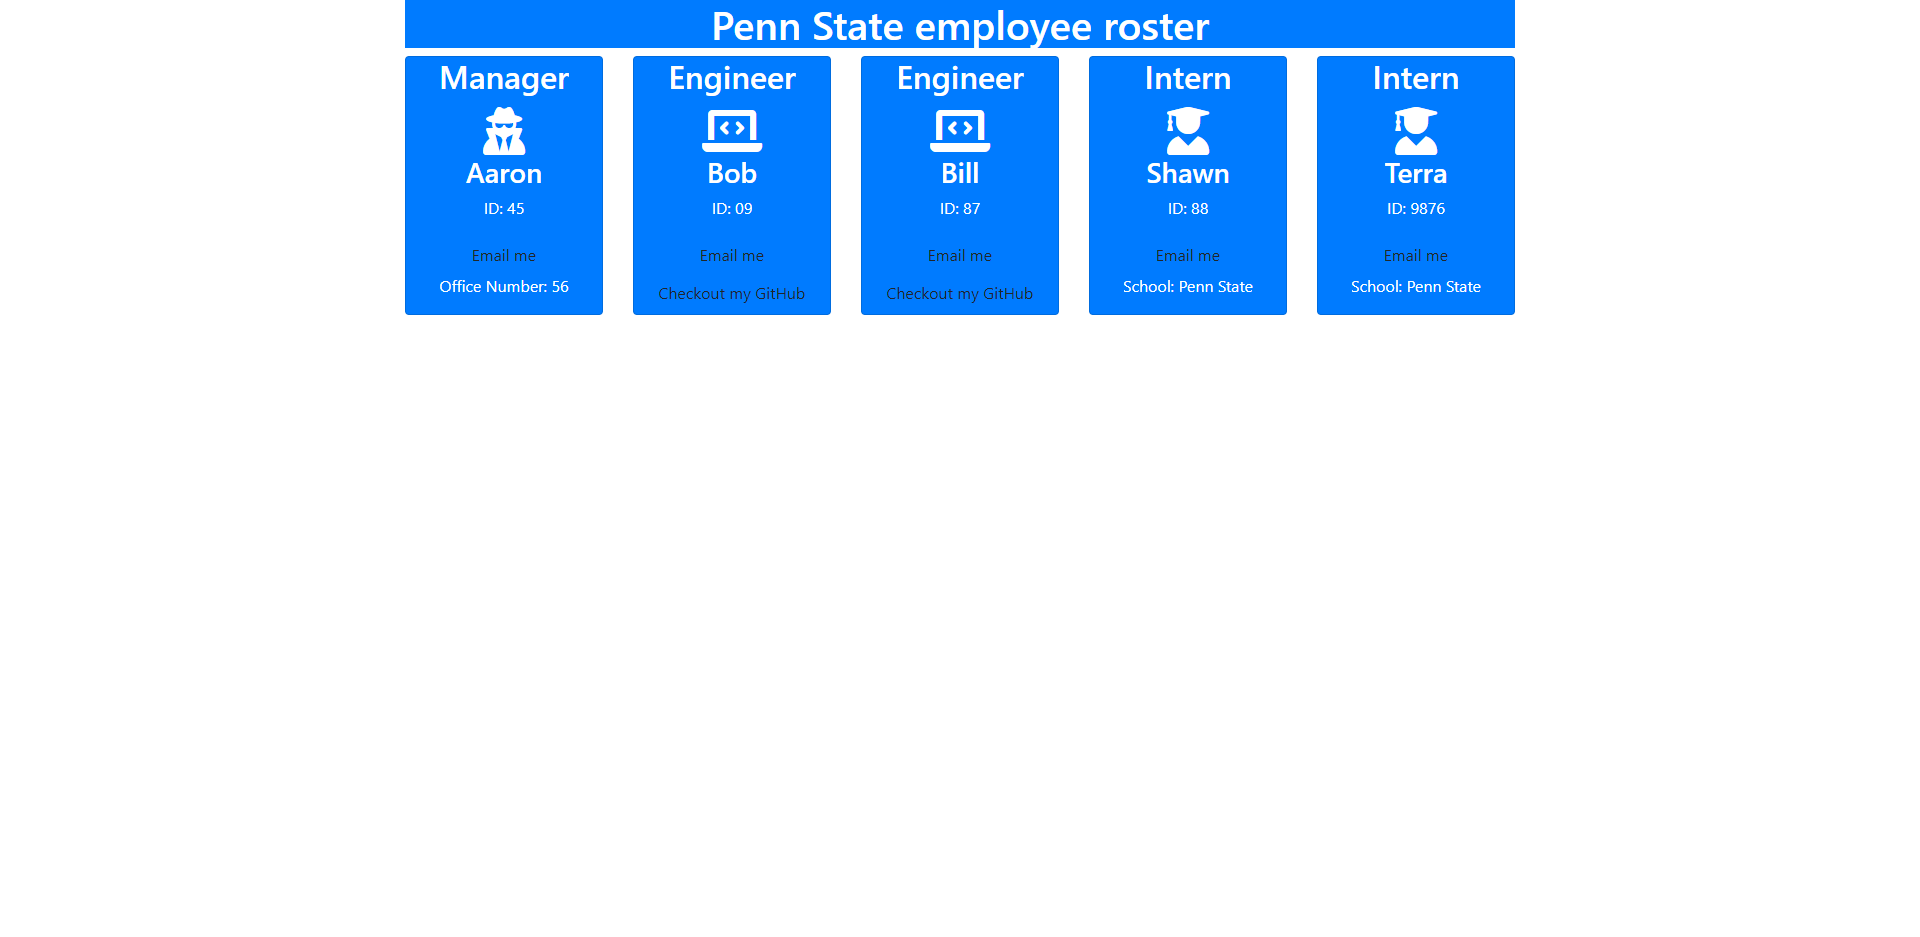 Penn State employee roster
Manager
Aaron
ID: 45
Email me
Office Number: 56
Engineer
Bob
ID: 09
Email me
Checkout my GitHub
Engineer
Bill
ID: 87
Email me
Checkout my GitHub
Intern
Shawn
ID: 88
Email me
School: Penn State
Intern
Terra
ID: 9876
Email me
School: Penn State